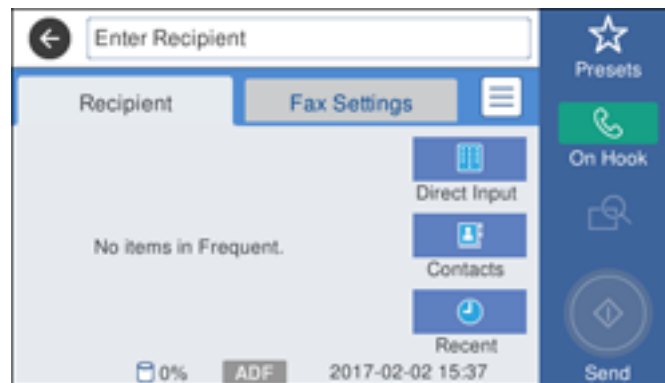 Enter Recipient
Presets
Recipient
Fax Settings
On Hook
Direct Input
No items in Frequent.
Contacts
Recent
0%
ADF
2017-02-02 15:37
Send